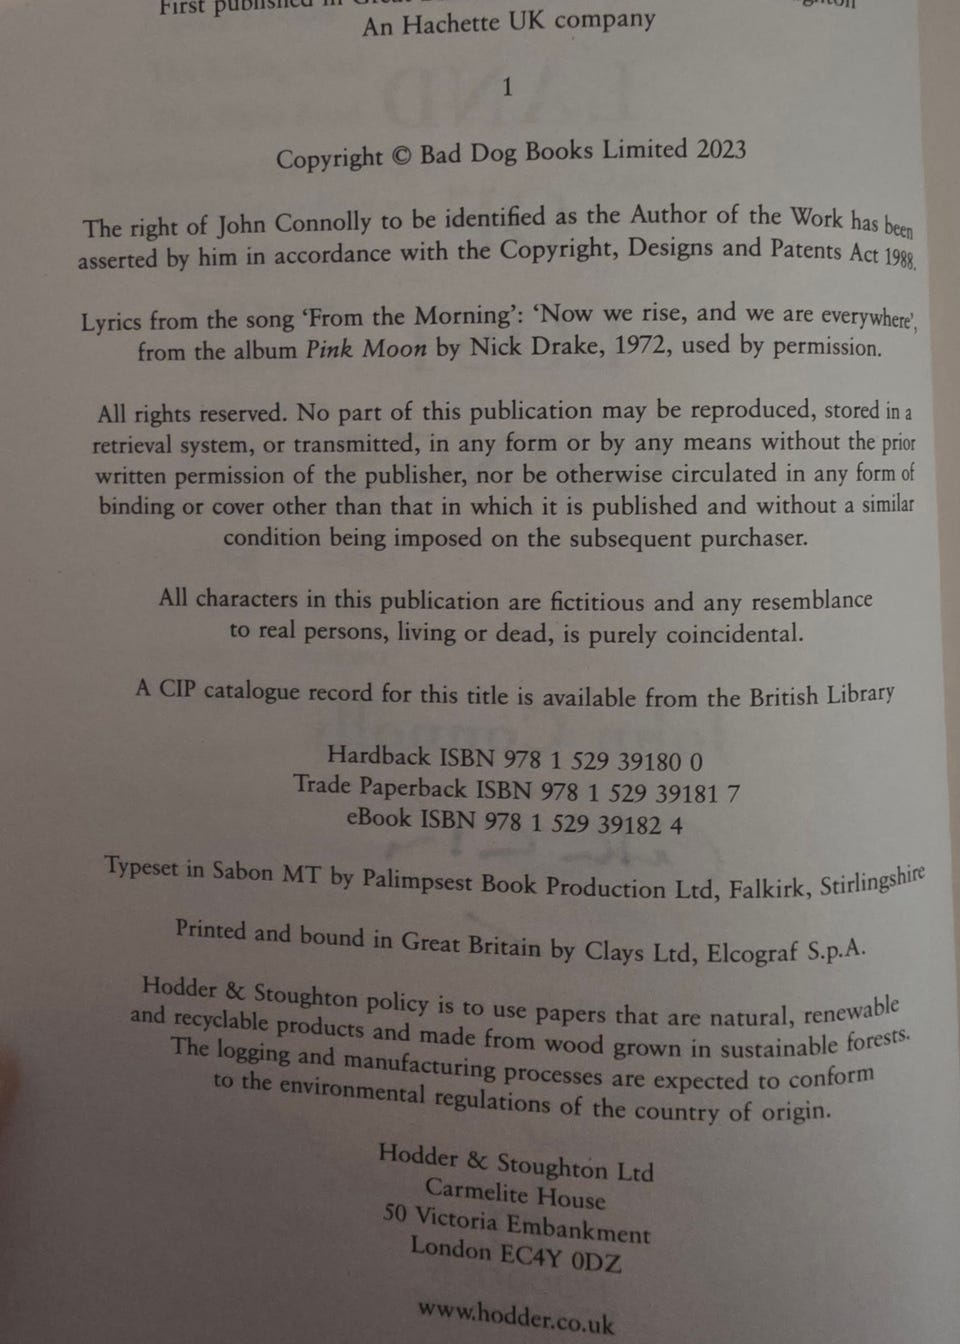 First published in Great
An Hachette UK company
1
Copyright © Bad Dog Books Limited 2023
The right of John Connolly to be identified as the Author of the Work has been
asserted by him in accordance with the Copyright, Designs and Patents Act 1988.
Lyrics from the song ‘From the Morning’: ‘Now we rise, and we are everywhere’,
from the album Pink Moon by Nick Drake, 1972, used by permission.
All rights reserved. No part of this publication may be reproduced, stored in a
retrieval system, or transmitted, in any form or by any means without the prior
written permission of the publisher, nor be otherwise circulated in any form of
binding or cover other than that in which it is published and without a similar
condition being imposed on the subsequent purchaser.
All characters in this publication are fictitious and any resemblance
to real persons, living or dead, is purely coincidental.
A CIP catalogue record for this title is available from the British Library
Hardback ISBN 978 1 529 39180 0
Trade Paperback ISBN 978 1 529 39181 7
eBook ISBN 978 1 529 39182 4
Typeset in Sabon MT by Palimpsest Book Production Ltd, Falkirk, Stirlingshire
Printed and bound in Great Britain by Clays Ltd, Elcograf S.p.A.
Hodder & Stoughton policy is to use papers that are natural, renewable
and recyclable products and made from wood grown in sustainable forests.
The logging and manufacturing processes are expected to conform
to the environmental regulations of the country of origin.
Hodder & Stoughton Ltd
Carmelite House
50 Victoria Embankment
London EC4Y 0DZ
www.hodder.co.uk